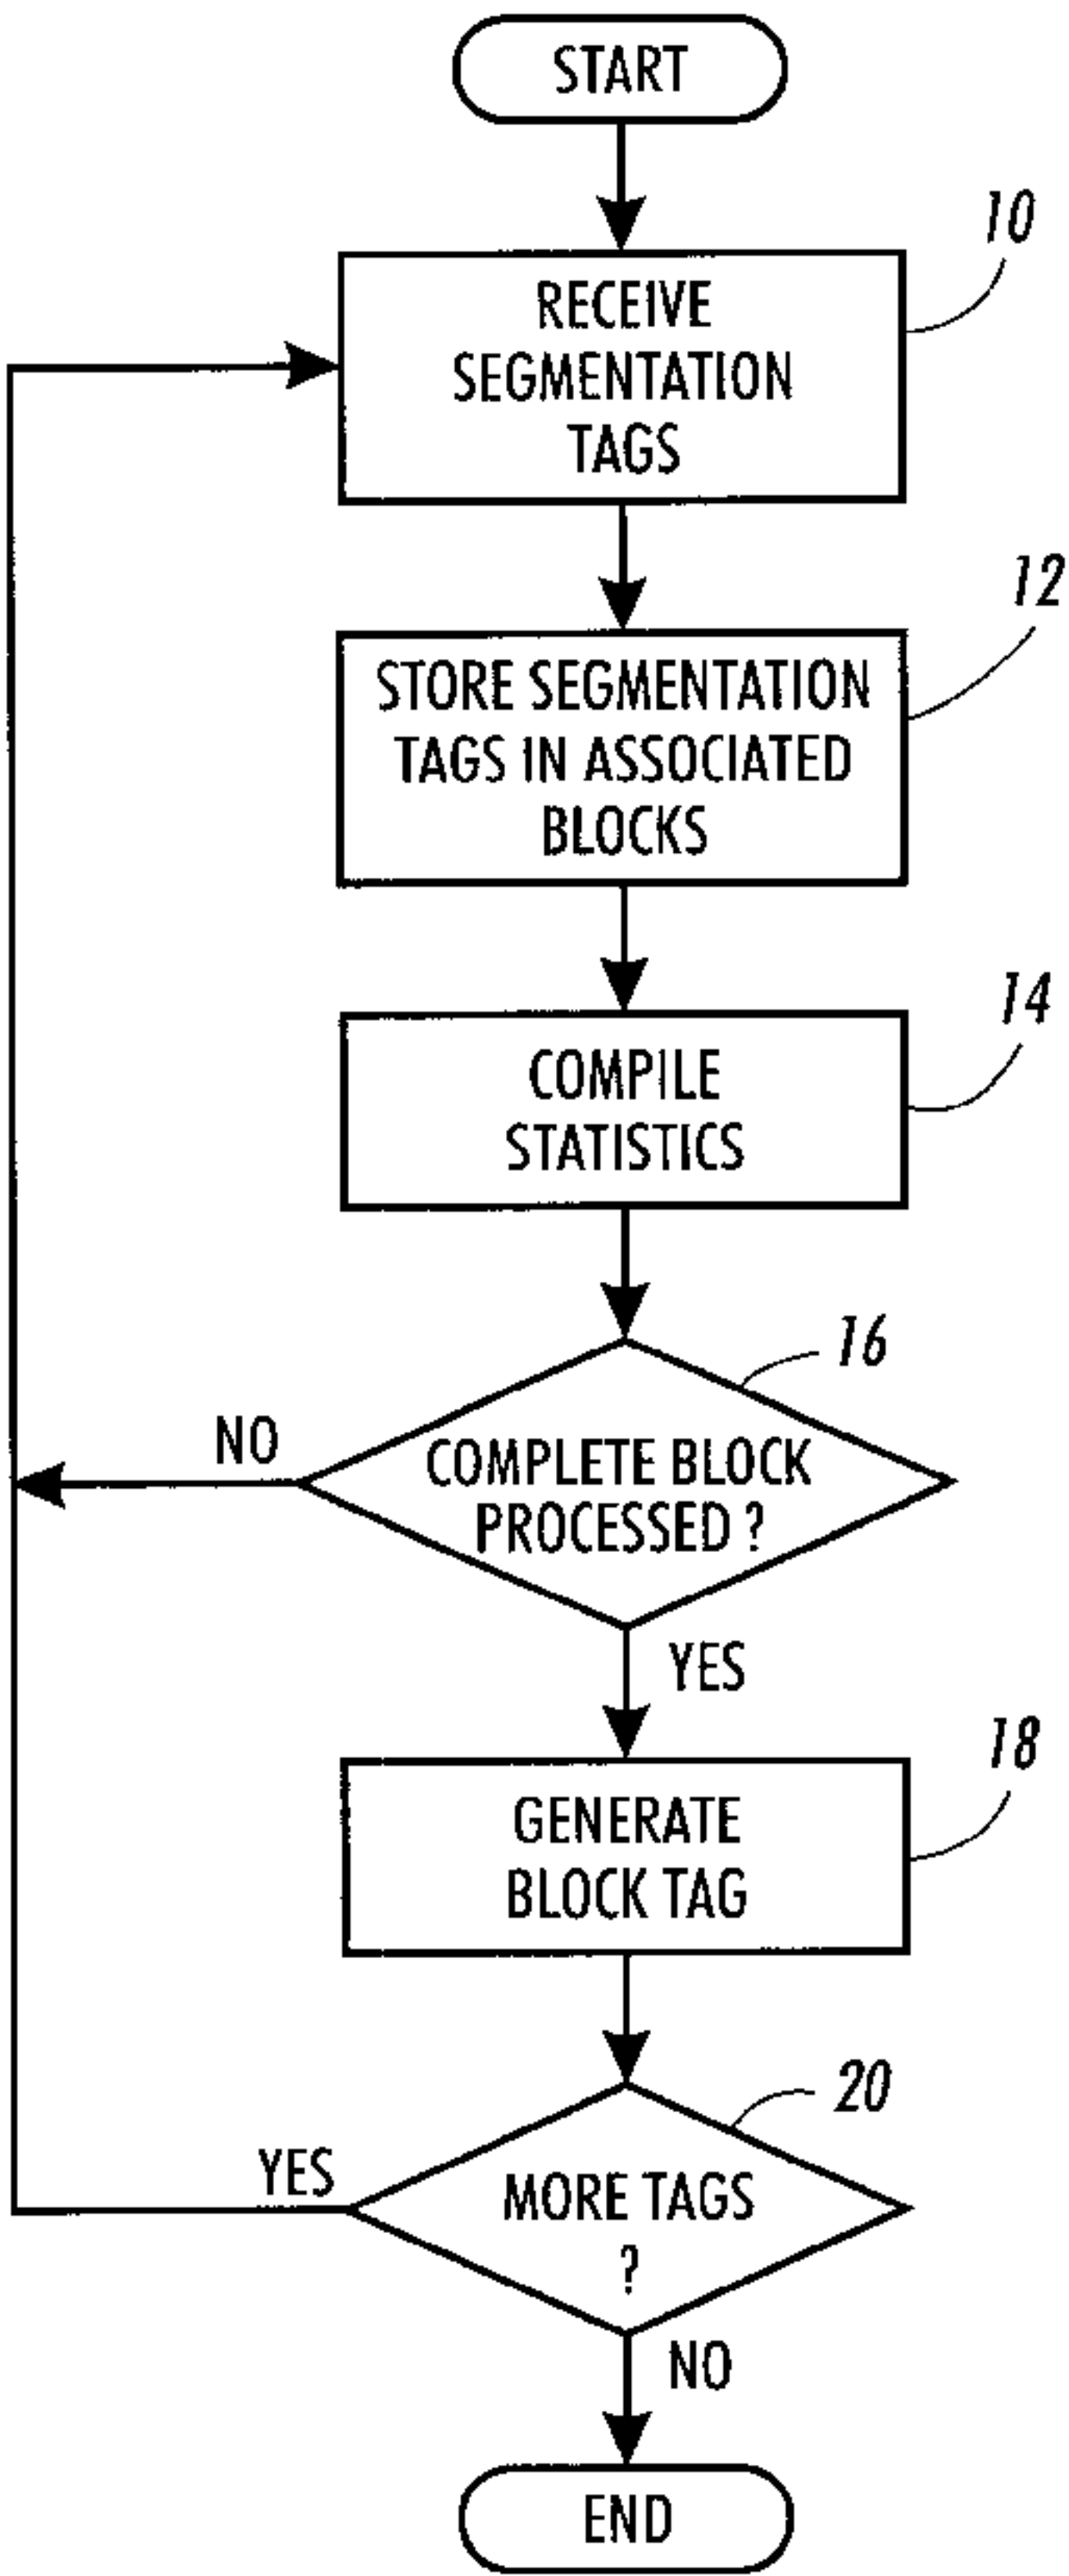 START
10
RECEIVE
SEGMENTATION
TAGS
12
STORE SEGMENTATION
TAGS IN ASSOCIATED
BLOCKS
14
COMPILE
STATISTICS
16
NO
COMPLETE BLOCK
PROCESSED ?
YES
18
GENERATE
BLOCK TAG
20
YES
MORE TAGS
?
NO
END